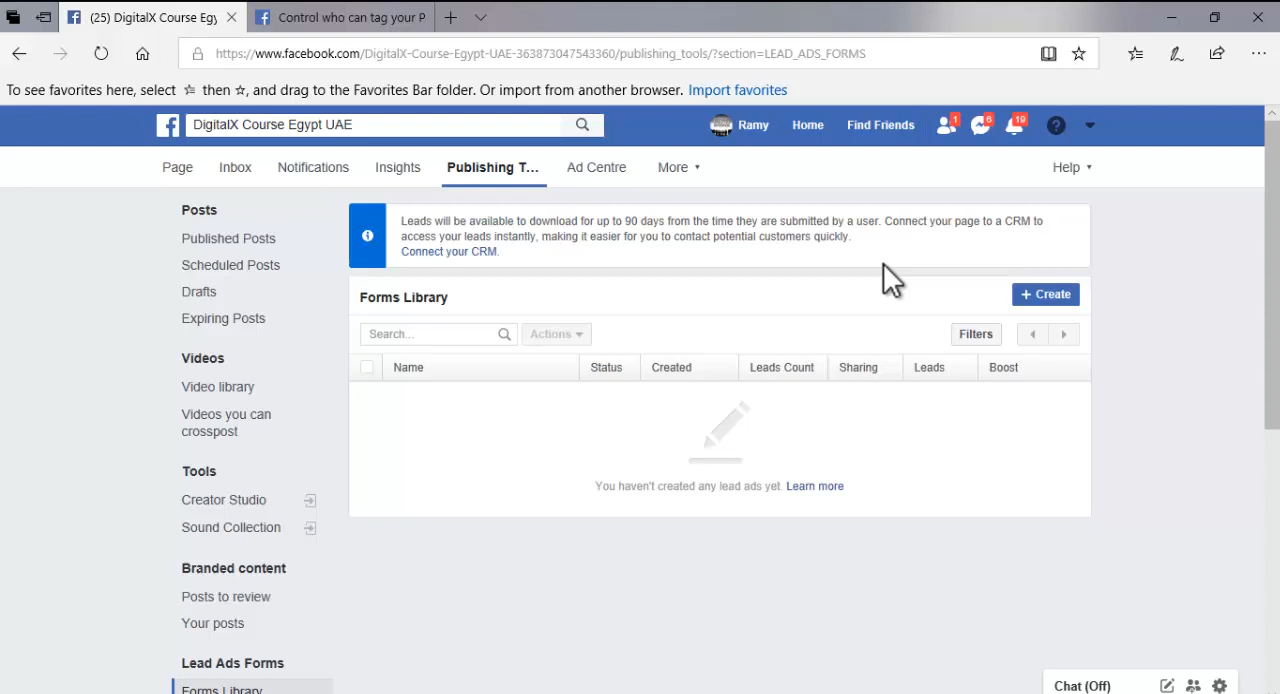 (25) DigitalX Course Egy
Control who can tag your P
https://www.facebook.com/DigitalX-Course-Egypt-UAE-363873047543360/publishing_tools/?section=LEAD_ADS_FORMS
To see favorites here, select ☆ then ☆, and drag to the Favorites Bar folder. Or import from another browser. Import favorites
DigitalX Course Egypt UAE
Ramy Home Find Friends 1 6 19
Page Inbox Notifications Insights Publishing T... Ad Centre More Help
Posts
Published Posts
Scheduled Posts
Drafts
Expiring Posts
Videos
Video library
Videos you can
crosspost
Tools
Creator Studio
Sound Collection
Branded content
Posts to review
Your posts
Lead Ads Forms
Forms Library
Leads will be available to download for up to 90 days from the time they are submitted by a user. Connect your page to a CRM to
access your leads instantly, making it easier for you to contact potential customers quickly.
Connect your CRM.
Forms Library
+ Create
Search... Actions Filters
Name Status Created Leads Count Sharing Leads Boost
You haven't created any lead ads yet. Learn more
Chat (Off)